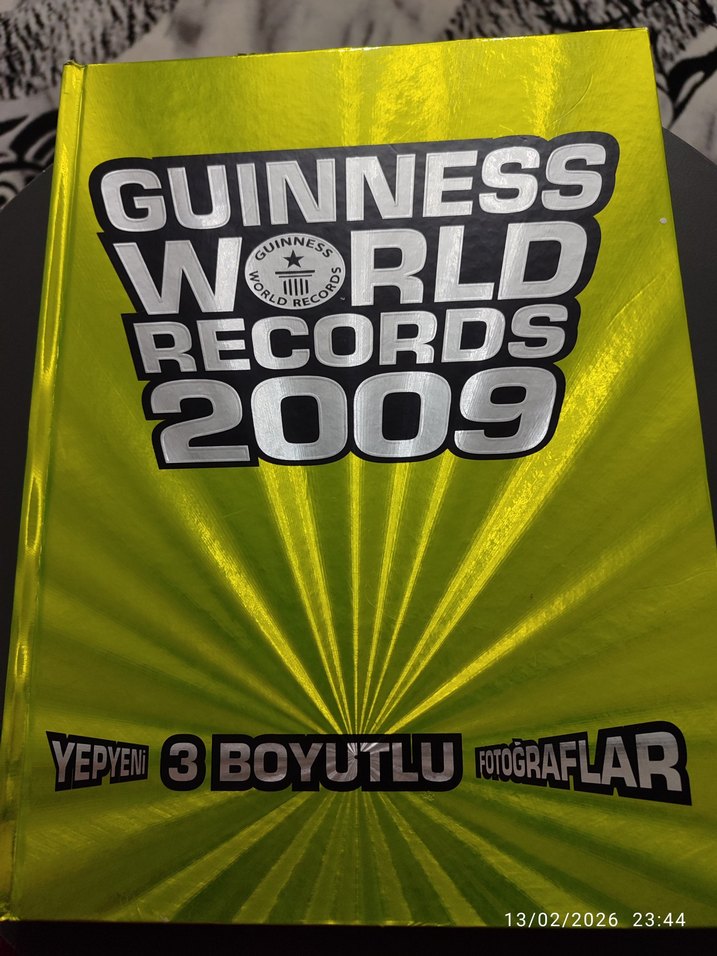 GUINNESS
WORLD
GUINNESS
WORLD RECORDS
RECORDS
2009
YEPYENİ 3 BOYUTLU FOTOĞRAFLAR
13/02/2026 23:44